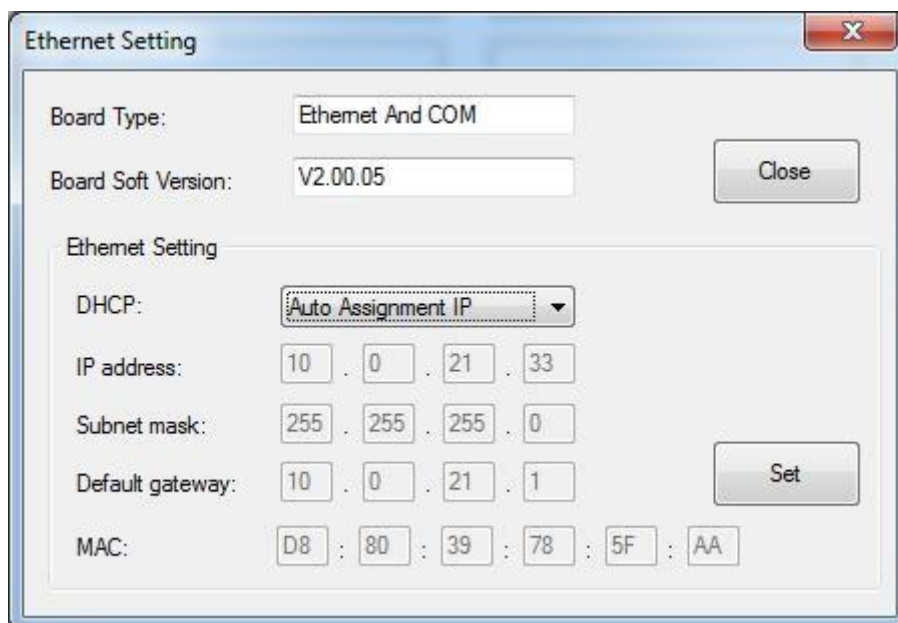 Ethernet Setting
Board Type: Ethernet And COM
Board Soft Version: V2.00.05
Close
Ethernet Setting
DHCP: Auto Assignment IP
IP address: 10 . 0 . 21 . 33
Subnet mask: 255 . 255 . 255 . 0
Default gateway: 10 . 0 . 21 . 1
Set
MAC: D8 : 80 : 39 : 78 : 5F : AA